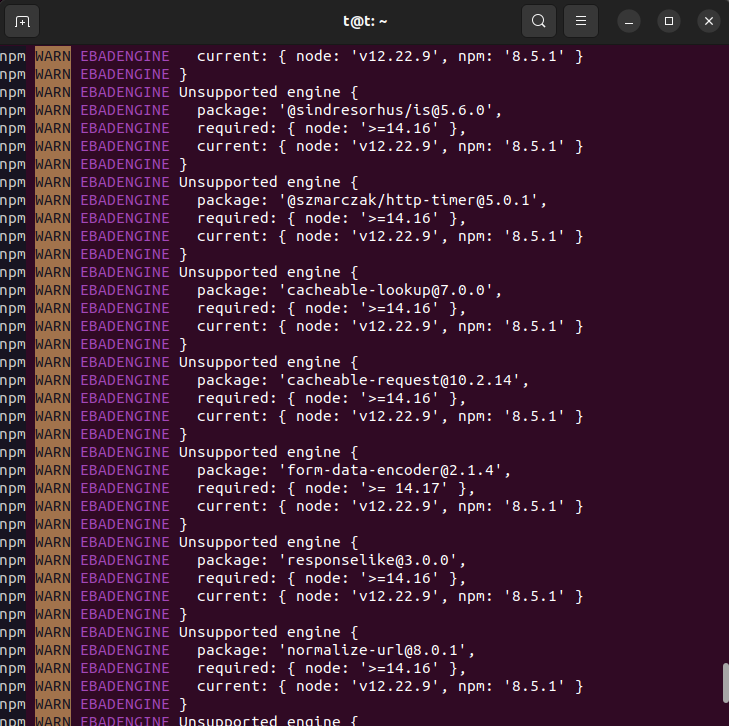 t@t: ~
npm WARN EBADENGINE   current: { node: 'v12.22.9', npm: '8.5.1' }
npm WARN EBADENGINE }
npm WARN EBADENGINE Unsupported engine {
npm WARN EBADENGINE   package: '@sindresorhus/is@5.6.0',
npm WARN EBADENGINE   required: { node: '>=14.16' },
npm WARN EBADENGINE   current: { node: 'v12.22.9', npm: '8.5.1' }
npm WARN EBADENGINE }
npm WARN EBADENGINE Unsupported engine {
npm WARN EBADENGINE   package: '@szmarczak/http-timer@5.0.1',
npm WARN EBADENGINE   required: { node: '>=14.16' },
npm WARN EBADENGINE   current: { node: 'v12.22.9', npm: '8.5.1' }
npm WARN EBADENGINE }
npm WARN EBADENGINE Unsupported engine {
npm WARN EBADENGINE   package: 'cacheable-lookup@7.0.0',
npm WARN EBADENGINE   required: { node: '>=14.16' },
npm WARN EBADENGINE   current: { node: 'v12.22.9', npm: '8.5.1' }
npm WARN EBADENGINE }
npm WARN EBADENGINE Unsupported engine {
npm WARN EBADENGINE   package: 'cacheable-request@10.2.14',
npm WARN EBADENGINE   required: { node: '>=14.16' },
npm WARN EBADENGINE   current: { node: 'v12.22.9', npm: '8.5.1' }
npm WARN EBADENGINE }
npm WARN EBADENGINE Unsupported engine {
npm WARN EBADENGINE   package: 'form-data-encoder@2.1.4',
npm WARN EBADENGINE   required: { node: '>= 14.17' },
npm WARN EBADENGINE   current: { node: 'v12.22.9', npm: '8.5.1' }
npm WARN EBADENGINE }
npm WARN EBADENGINE Unsupported engine {
npm WARN EBADENGINE   package: 'responselike@3.0.0',
npm WARN EBADENGINE   required: { node: '>=14.16' },
npm WARN EBADENGINE   current: { node: 'v12.22.9', npm: '8.5.1' }
npm WARN EBADENGINE }
npm WARN EBADENGINE Unsupported engine {
npm WARN EBADENGINE   package: 'normalize-url@8.0.1',
npm WARN EBADENGINE   required: { node: '>=14.16' },
npm WARN EBADENGINE   current: { node: 'v12.22.9', npm: '8.5.1' }
npm WARN EBADENGINE }
npm WARN EBADENGINE Unsupported engine {